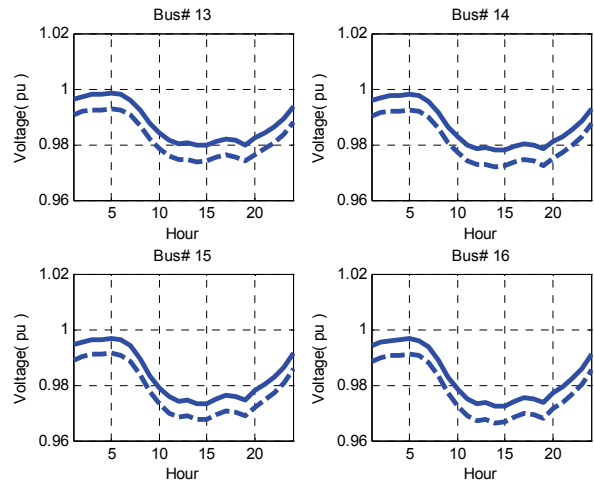 Bus# 13
Bus# 14
1.02
1
0.98
0.96
Voltage( pu )
5
10
15
20
Hour
1.02
1
0.98
0.96
Voltage( pu )
5
10
15
20
Hour
Bus# 15
Bus# 16
1.02
1
0.98
0.96
Voltage( pu )
5
10
15
20
Hour
1.02
1
0.98
0.96
Voltage( pu )
5
10
15
20
Hour